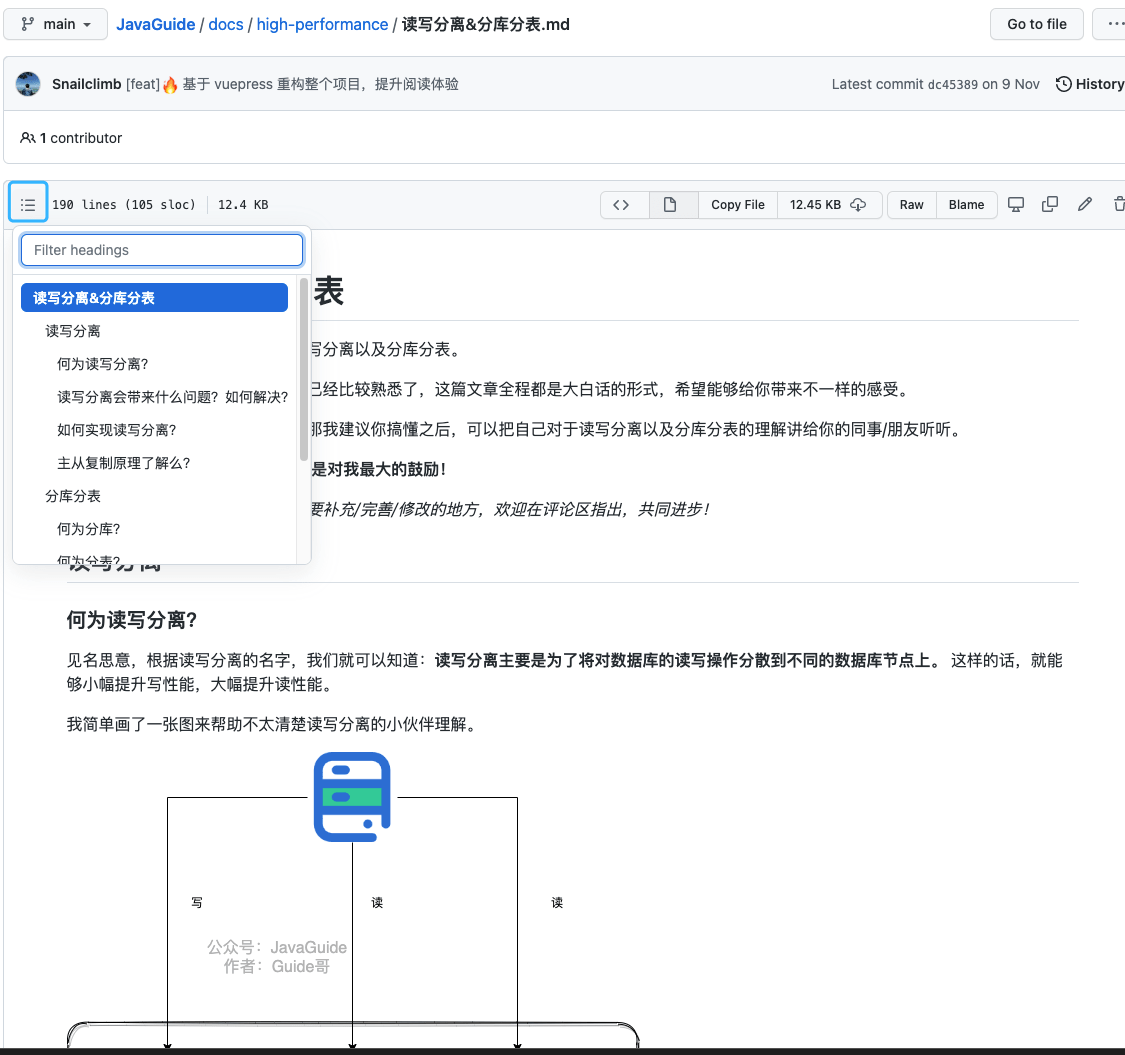 main
JavaGuide / docs / high-performance / 读写分离&分库分表.md
Go to file
Snailclimb [feat]🔥 基于 vuepress 重构整个项目，提升阅读体验
Latest commit dc45389 on 9 Nov
History
1 contributor
190 lines (105 sloc)
12.4 KB
Copy File
12.45 KB
Raw
Blame
Filter headings
读写分离&分库分表
读写分离
何为读写分离?
读写分离会带来什么问题？如何解决?
如何实现读写分离?
主从复制原理了解么?
分库分表
何为分库?
何为分表?
表
写分离以及分库分表。
已经比较熟悉了，这篇文章全程都是大白话的形式，希望能够给你带来不一样的感受。
那我建议你搞懂之后，可以把自己对于读写分离以及分库分表的理解讲给你的同事/朋友听听。
是对我最大的鼓励！
要补充/完善/修改的地方，欢迎在评论区指出，共同进步！
读写分离
何为读写分离?
见名思意，根据读写分离的名字，我们就可以知道：读写分离主要是为了将对数据库的读写操作分散到不同的数据库节点上。 这样的话，就能
够小幅提升写性能，大幅提升读性能。
我简单画了一张图来帮助不太清楚读写分离的小伙伴理解。
写
读
读
公众号：JavaGuide
作者：Guide哥